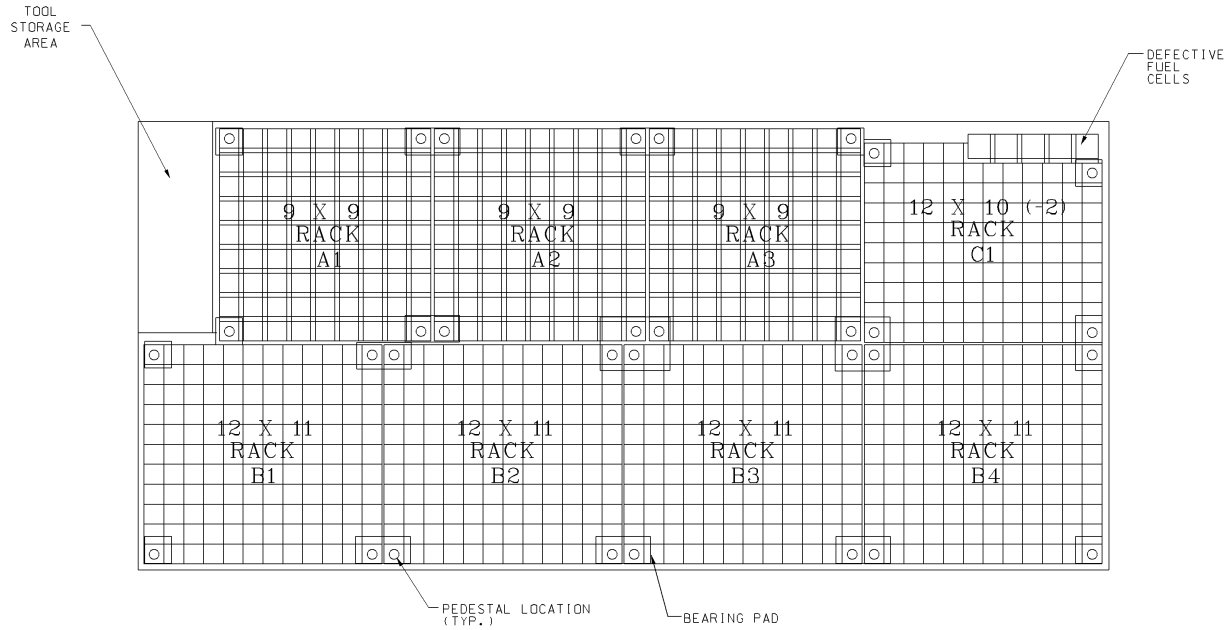 TOOL
STORAGE
AREA
DEFECTIVE
FUEL
CELLS
9 X 9
RACK
A1
9 X 9
RACK
A2
9 X 9
RACK
A3
12 X 10 (-2)
RACK
C1
12 X 11
RACK
B1
12 X 11
RACK
B2
12 X 11
RACK
B3
12 X 11
RACK
B4
PEDESTAL LOCATION
(TYP.)
BEARING PAD